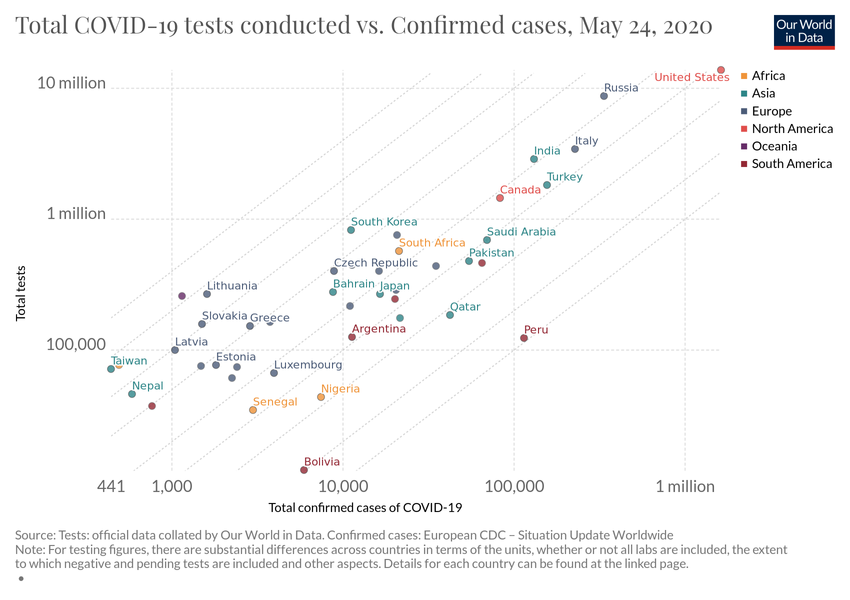 Total COVID-19 tests conducted vs. Confirmed cases, May 24, 2020
Our World
in Data
10 million
United States
Africa
Russia
Asia
Europe
North America
Italy
Oceania
India
South America
Turkey
Canada
1 million
South Korea
Saudi Arabia
South Africa
Pakistan
Czech Republic
Total tests
Lithuania
Bahrain
Japan
Qatar
Slovakia
Greece
Argentina
Peru
100,000
Latvia
Taiwan
Estonia
Luxembourg
Nepal
Nigeria
Senegal
Bolivia
441
1,000
10,000
100,000
1 million
Total confirmed cases of COVID-19
Source: Tests: official data collated by Our World in Data. Confirmed cases: European CDC – Situation Update Worldwide
Note: For testing figures, there are substantial differences across countries in terms of the units, whether or not all labs are included, the extent
to which negative and pending tests are included and other aspects. Details for each country can be found at the linked page.